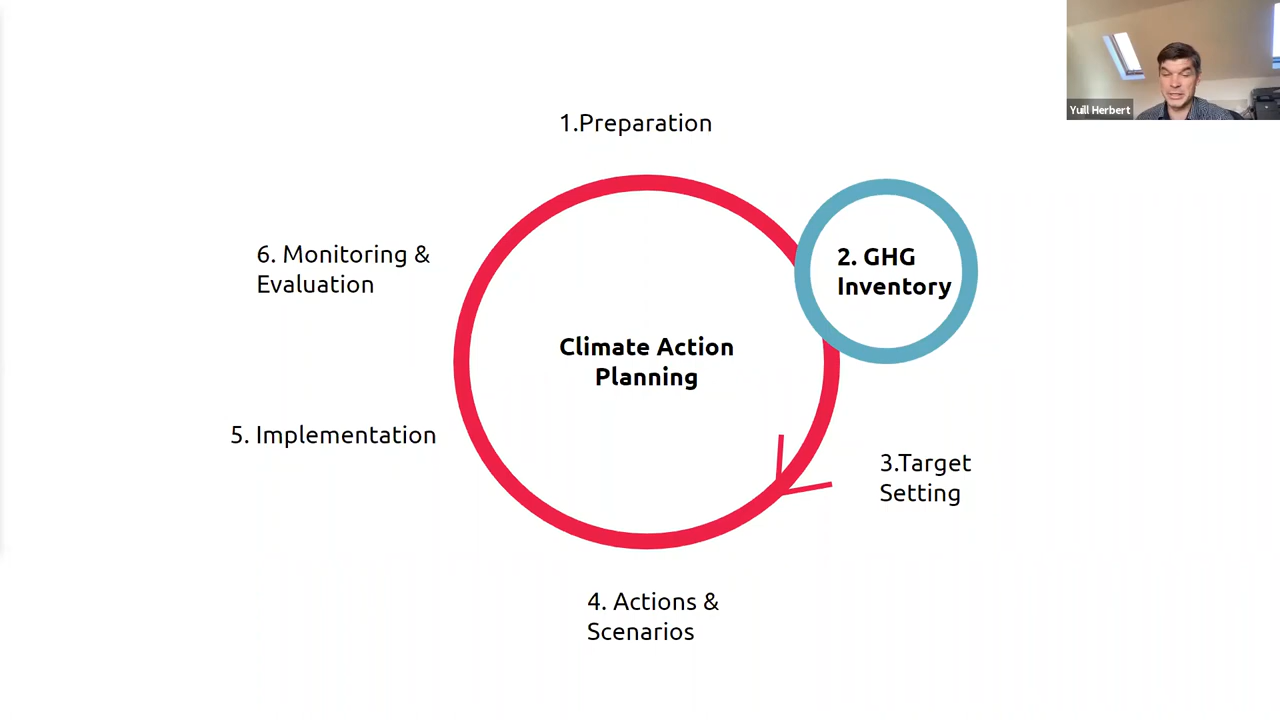 Yuill Herbert
1.Preparation
2. GHG
Inventory
6. Monitoring &
Evaluation
Climate Action
Planning
5. Implementation
3.Target
Setting
4. Actions &
Scenarios